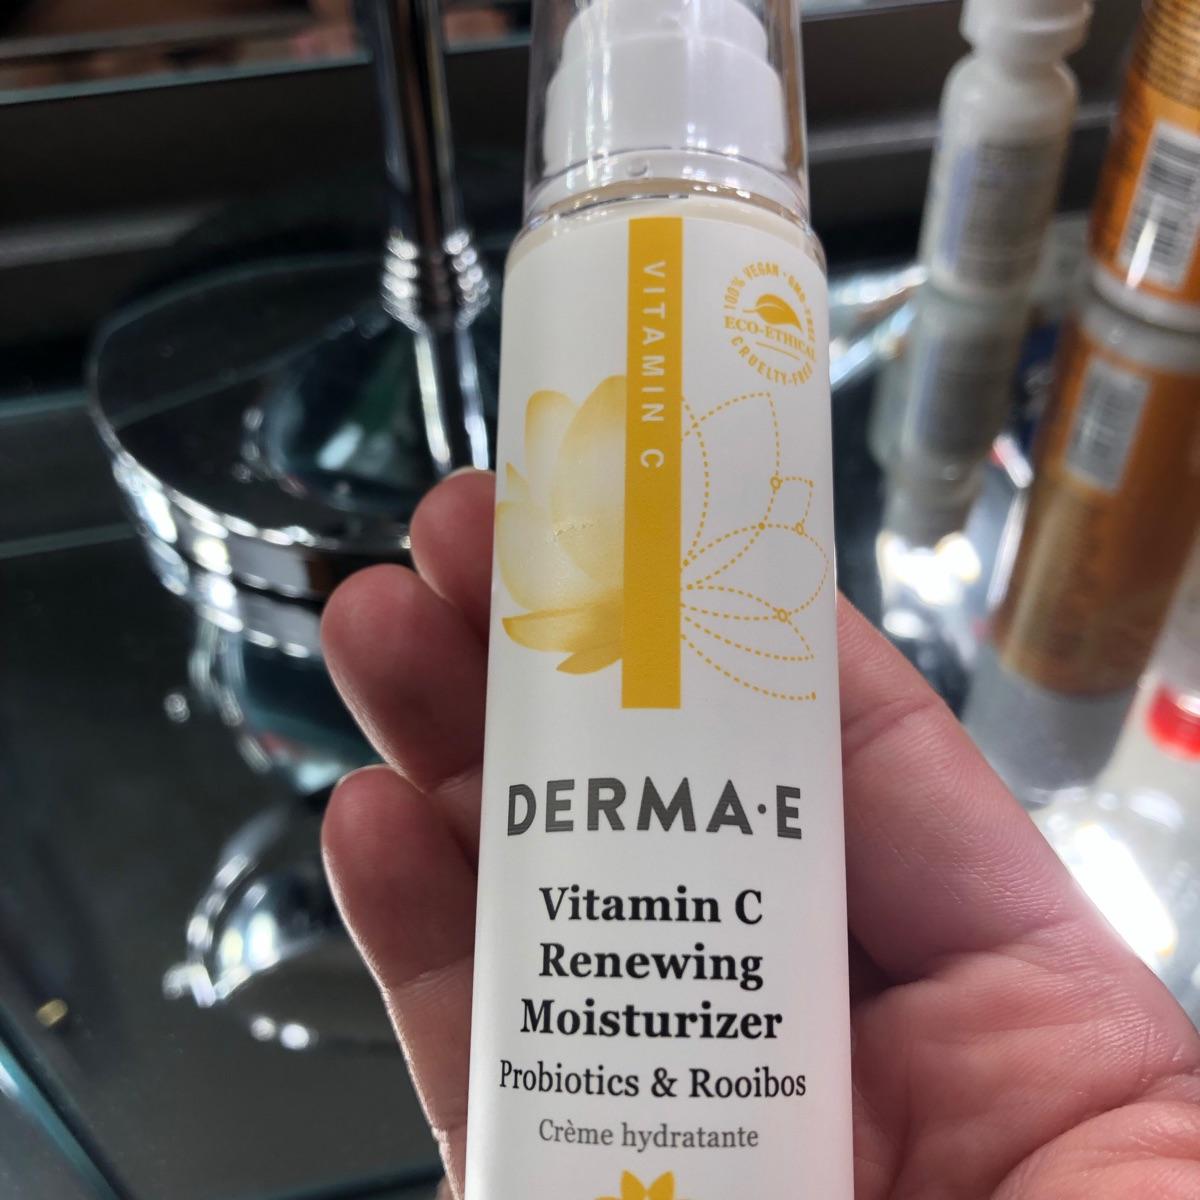 VITAMIN C
100% VEGAN · GMO-FREE
ECO-ETHICAL
CRUELTY-FREE
DERMA·E
Vitamin C
Renewing
Moisturizer
Probiotics & Rooibos
Crème hydratante